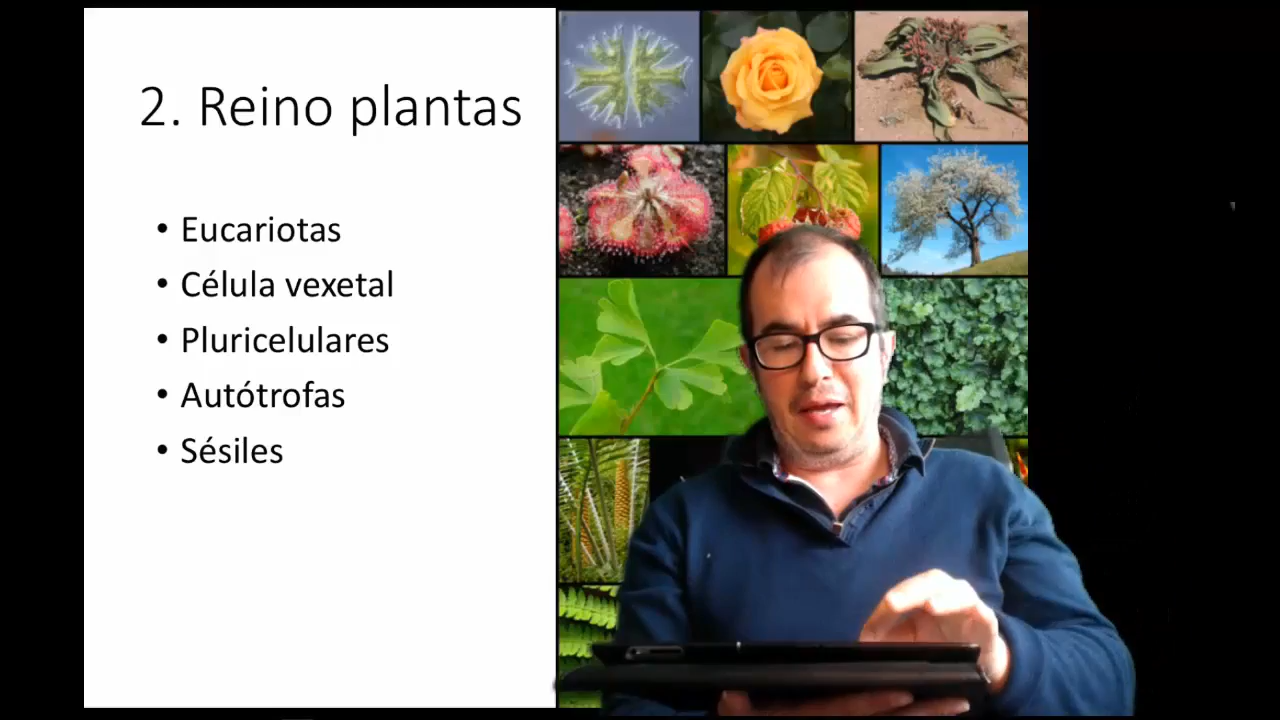 2. Reino plantas
• Eucariotas
• Célula vexetal
• Pluricelulares
• Autótrofas
• Sésiles